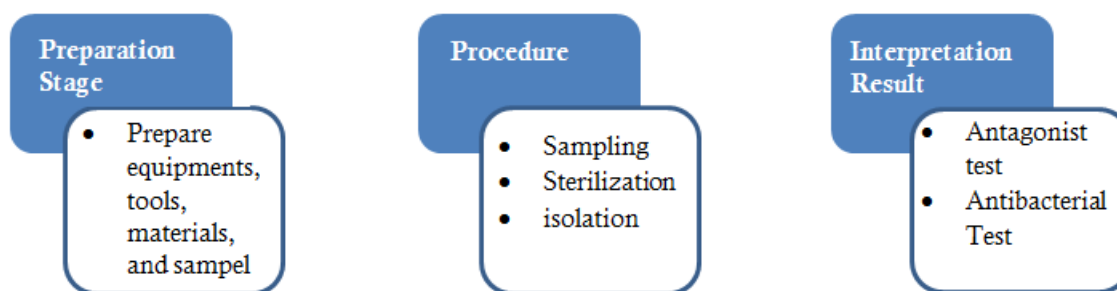 Preparation
Stage
• Prepare
equipments,
tools,
materials,
and sampel
Procedure
• Sampling
• Sterilization
• isolation
Interpretation
Result
• Antagonist
test
• Antibacterial
Test